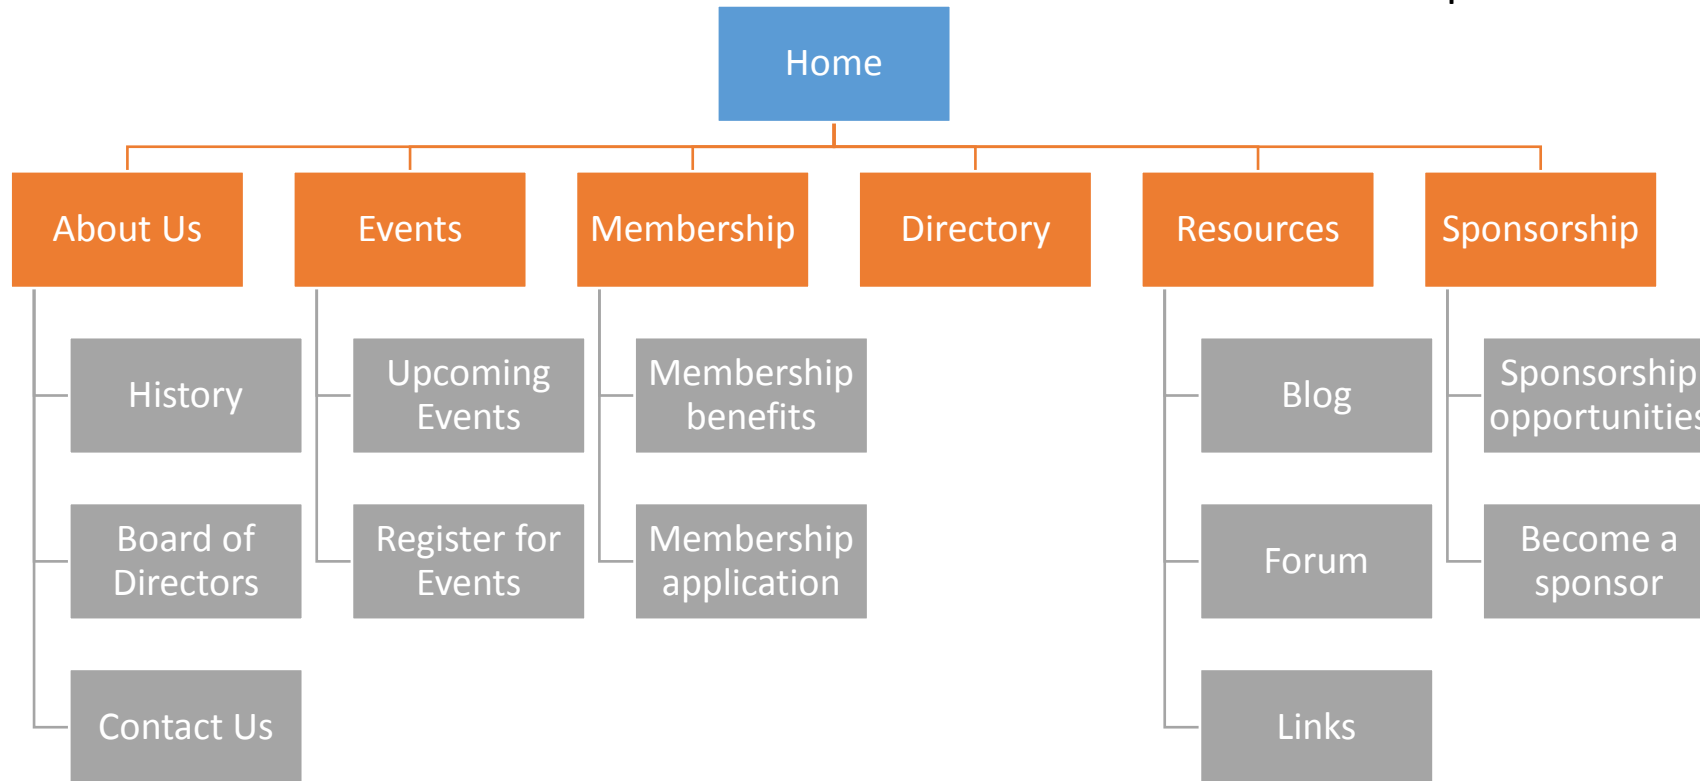 Home
About Us
Events
Membership
Directory
Resources
Sponsorship
History
Upcoming
Events
Membership
benefits
Blog
Sponsorship
opportunities
Board of
Directors
Register for
Events
Membership
application
Forum
Become a
sponsor
Contact Us
Links